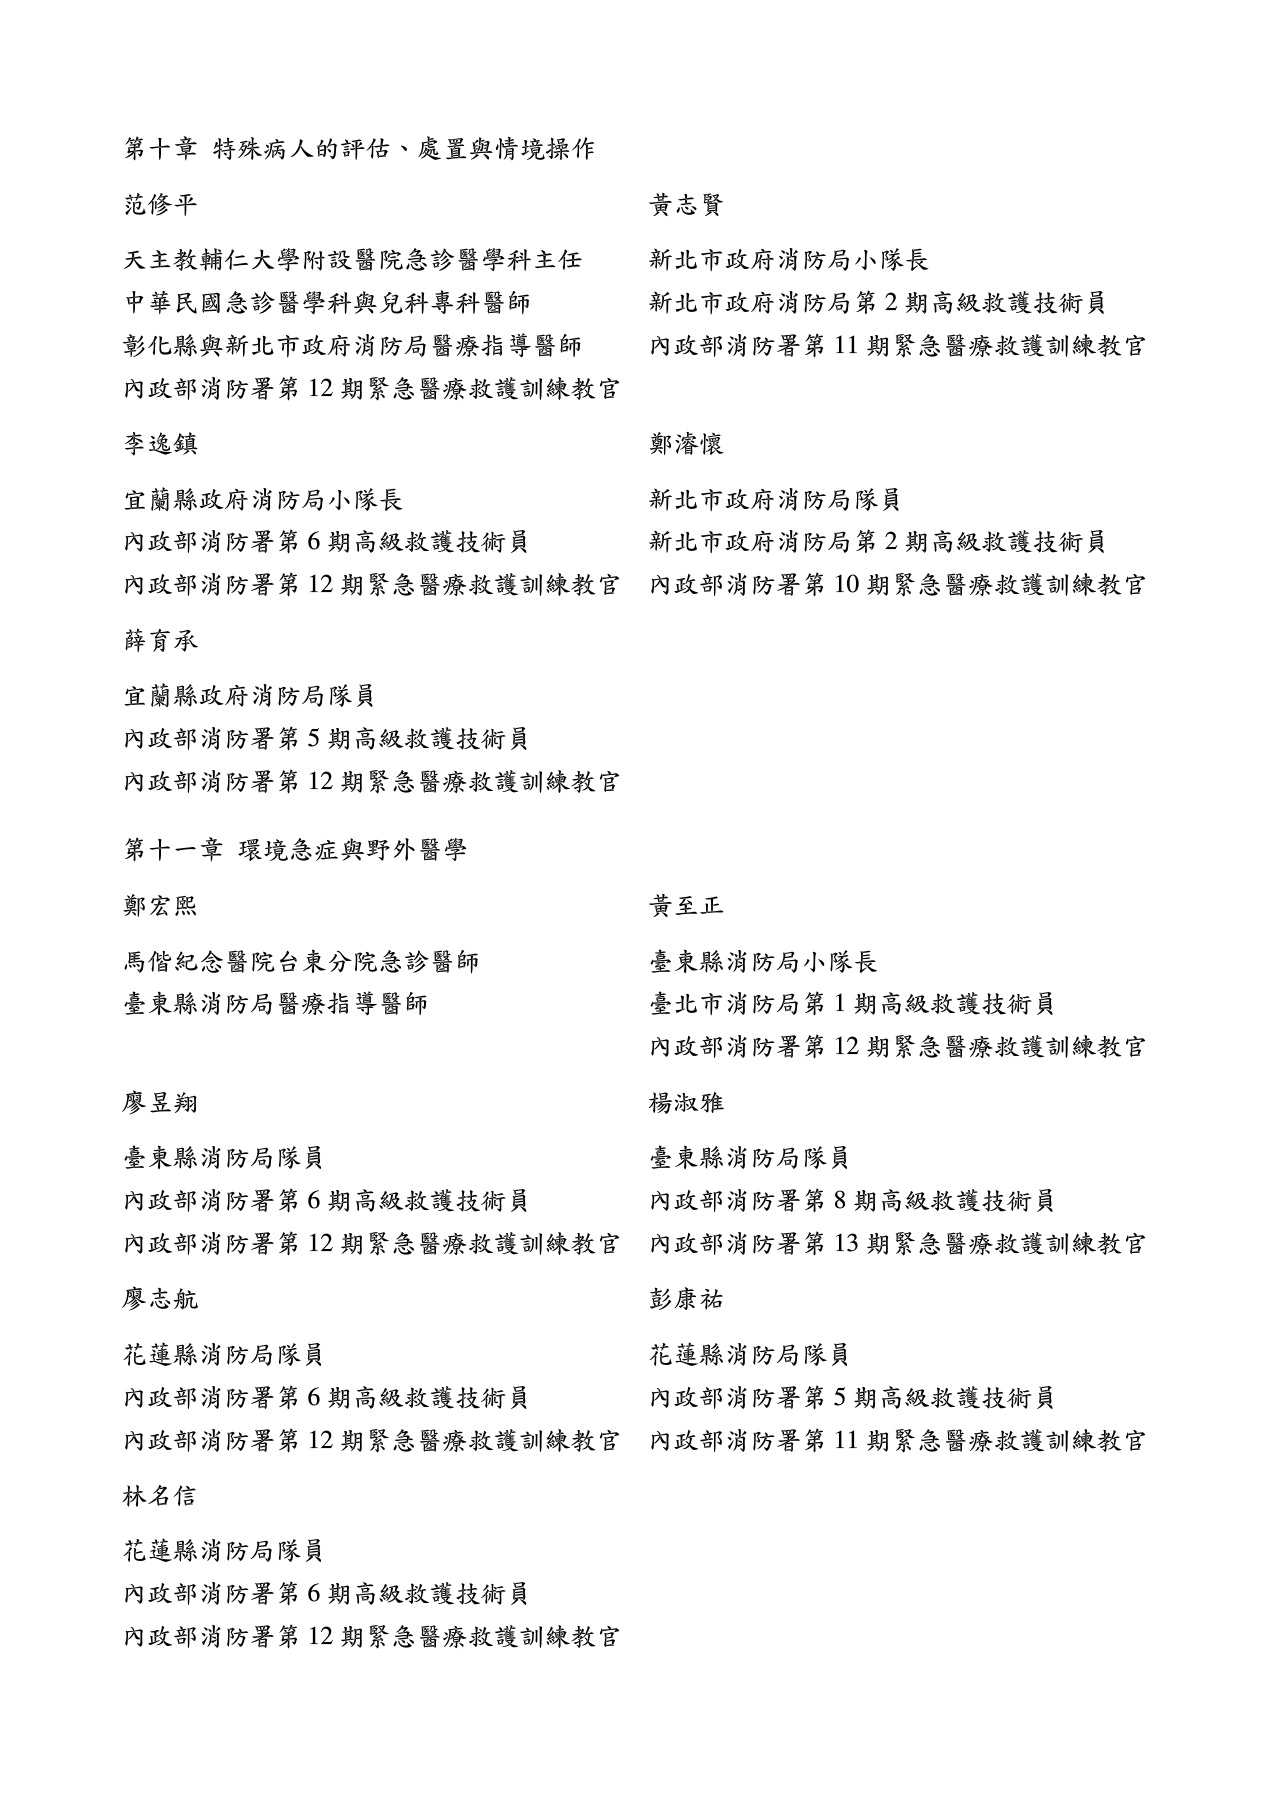 第十章 特殊病人的評估、處置與情境操作
范修平
天主教輔仁大學附設醫院急診醫學科主任
中華民國急診醫學科與兒科專科醫師
彰化縣與新北市政府消防局醫療指導醫師
內政部消防署第 12 期緊急醫療救護訓練教官
黃志賢
新北市政府消防局小隊長
新北市政府消防局第 2 期高級救護技術員
內政部消防署第 11 期緊急醫療救護訓練教官
李逸鎮
宜蘭縣政府消防局小隊長
內政部消防署第 6 期高級救護技術員
內政部消防署第 12 期緊急醫療救護訓練教官
鄭濬懷
新北市政府消防局隊員
新北市政府消防局第 2 期高級救護技術員
內政部消防署第 10 期緊急醫療救護訓練教官
薛育承
宜蘭縣政府消防局隊員
內政部消防署第 5 期高級救護技術員
內政部消防署第 12 期緊急醫療救護訓練教官
第十一章 環境急症與野外醫學
鄭宏熙
馬偕紀念醫院台東分院急診醫師
臺東縣消防局醫療指導醫師
黃至正
臺東縣消防局小隊長
臺北市消防局第 1 期高級救護技術員
內政部消防署第 12 期緊急醫療救護訓練教官
廖昱翔
臺東縣消防局隊員
內政部消防署第 6 期高級救護技術員
內政部消防署第 12 期緊急醫療救護訓練教官
楊淑雅
臺東縣消防局隊員
內政部消防署第 8 期高級救護技術員
內政部消防署第 13 期緊急醫療救護訓練教官
廖志航
花蓮縣消防局隊員
內政部消防署第 6 期高級救護技術員
內政部消防署第 12 期緊急醫療救護訓練教官
彭康祐
花蓮縣消防局隊員
內政部消防署第 5 期高級救護技術員
內政部消防署第 11 期緊急醫療救護訓練教官
林名信
花蓮縣消防局隊員
內政部消防署第 6 期高級救護技術員
內政部消防署第 12 期緊急醫療救護訓練教官